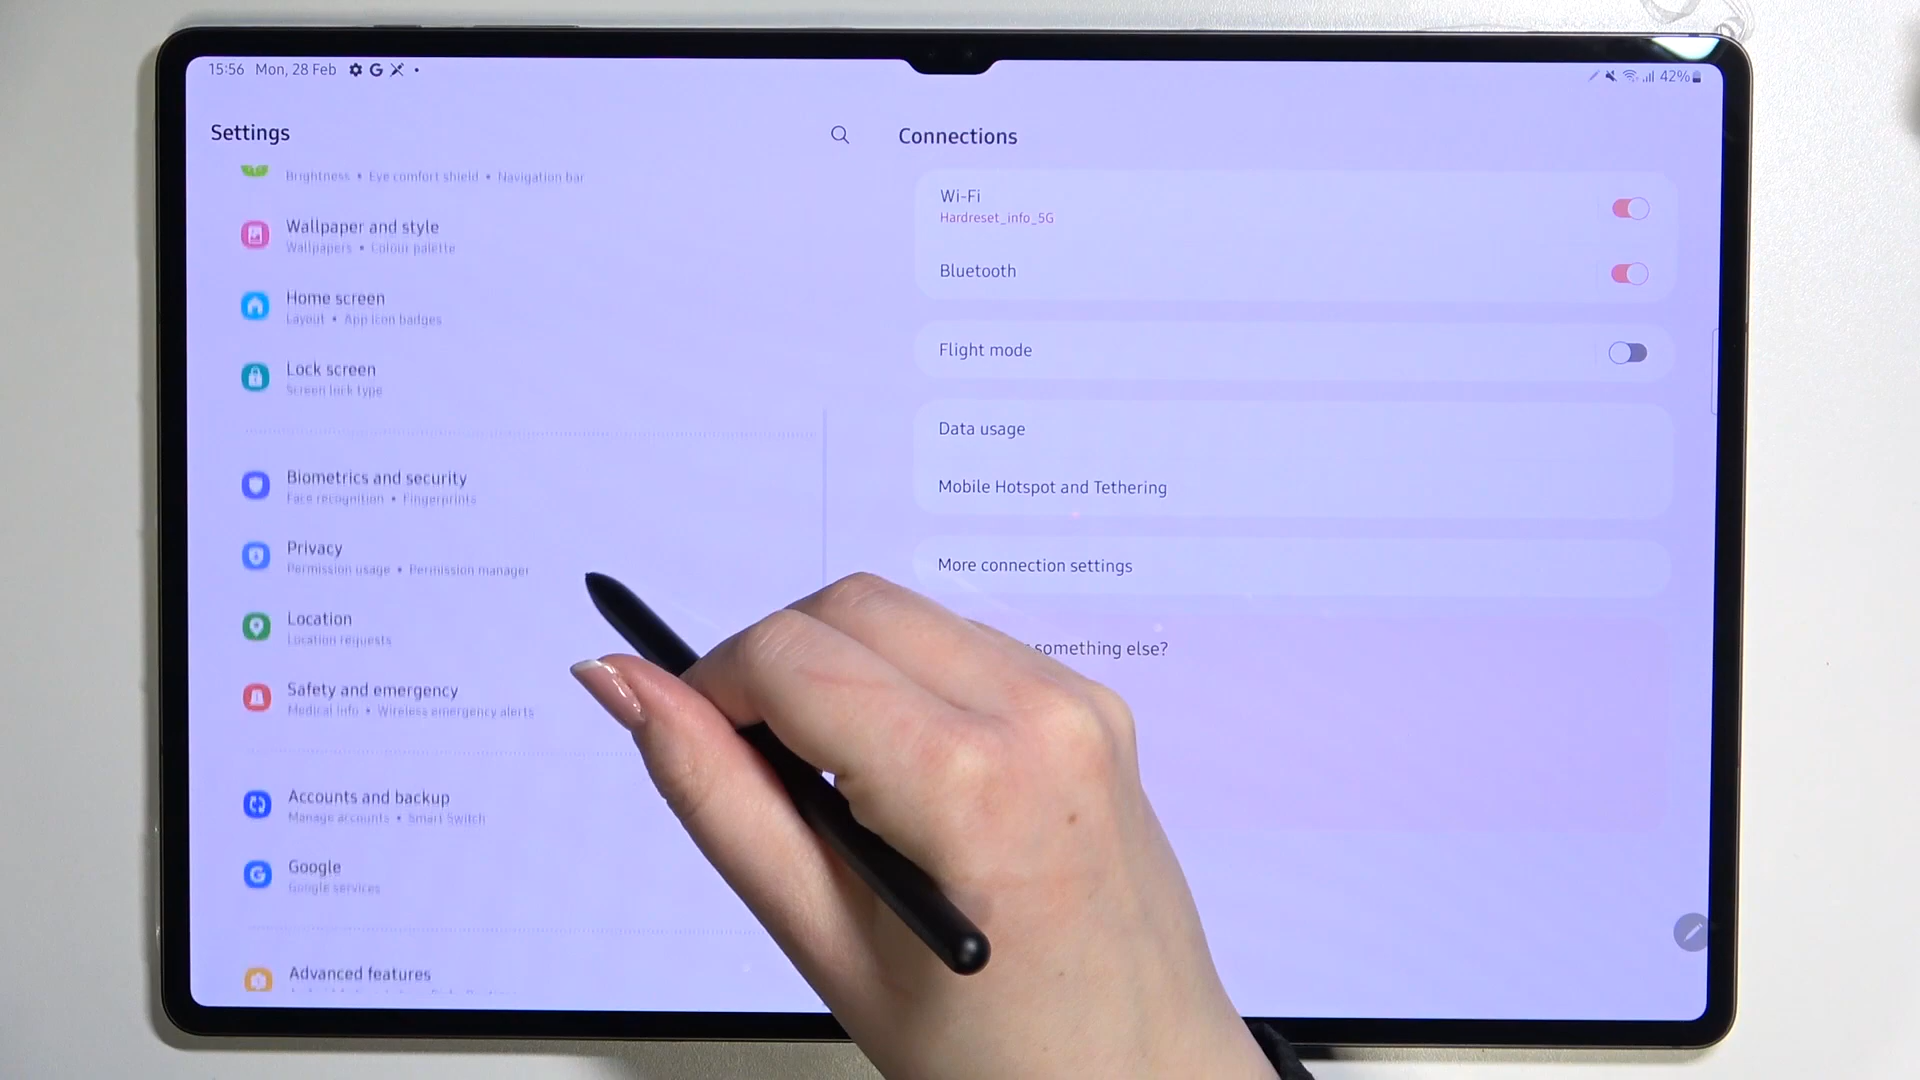 15:56 Mon, 28 Feb
42%
Settings
Brightness • Eye comfort shield • Navigation bar
Wallpaper and style
Wallpapers • Colour palette
Home screen
Layout • App icon badges
Lock screen
Screen lock type
Biometrics and security
Face recognition • Fingerprints
Privacy
Permission usage • Permission manager
Location
Location requests
Safety and emergency
Medical info • Wireless emergency alerts
Accounts and backup
Manage accounts • Smart Switch
Google
Google services
Advanced features
Connections
Wi-Fi
Hardreset_info_5G
Bluetooth
Flight mode
Data usage
Mobile Hotspot and Tethering
More connection settings
something else?